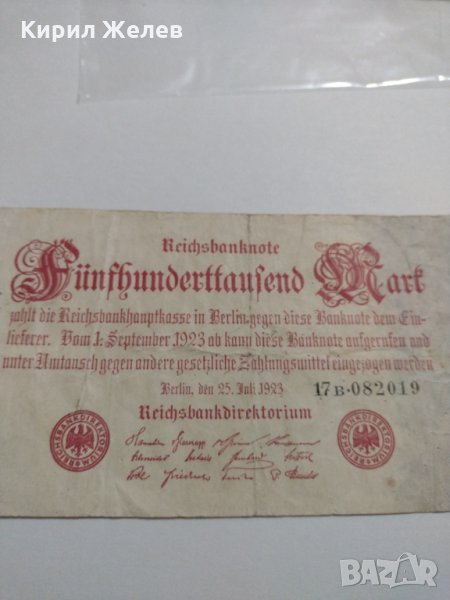 Кирил Желев
Reichsbanknote
Fünfhunderttausend Mark
zahlt die Reichsbankhauptkasse in Berlin gegen diese Banknote dem Ein-
lieferer. Vom 1. September 1923 ab kann diese Banknote aufgerufen und
unter Umtausch gegen andere gesetzliche Zahlungsmittel eingezogen werden
Berlin, den 25. Juli 1923
17B·082019
Reichsbankdirektorium
BAZAR